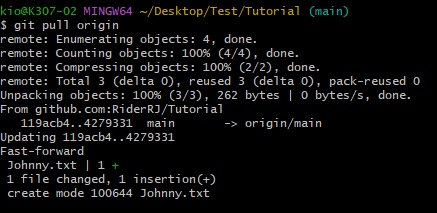 kio@K307-02 MINGW64 ~/Desktop/Test/Tutorial (main)
$ git pull origin
remote: Enumerating objects: 4, done.
remote: Counting objects: 100% (4/4), done.
remote: Compressing objects: 100% (2/2), done.
remote: Total 3 (delta 0), reused 3 (delta 0), pack-reused 0
Unpacking objects: 100% (3/3), 262 bytes | 0 bytes/s, done.
From github.com:RiderRJ/Tutorial
   119acb4..4279331  main       -> origin/main
Updating 119acb4..4279331
Fast-forward
 Johnny.txt | 1 +
 1 file changed, 1 insertion(+)
 create mode 100644 Johnny.txt